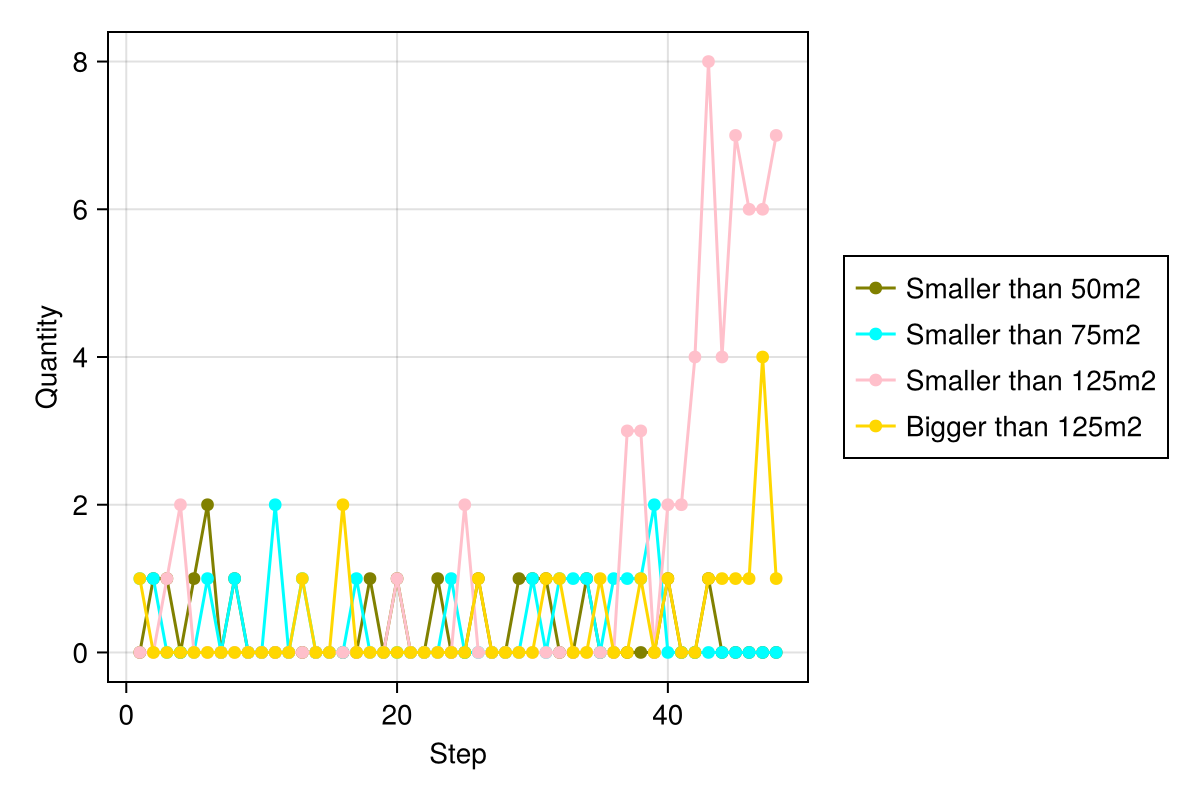 8
6
4
2
0
Quantity
0 20 40
Step
Smaller than 50m2
Smaller than 75m2
Smaller than 125m2
Bigger than 125m2